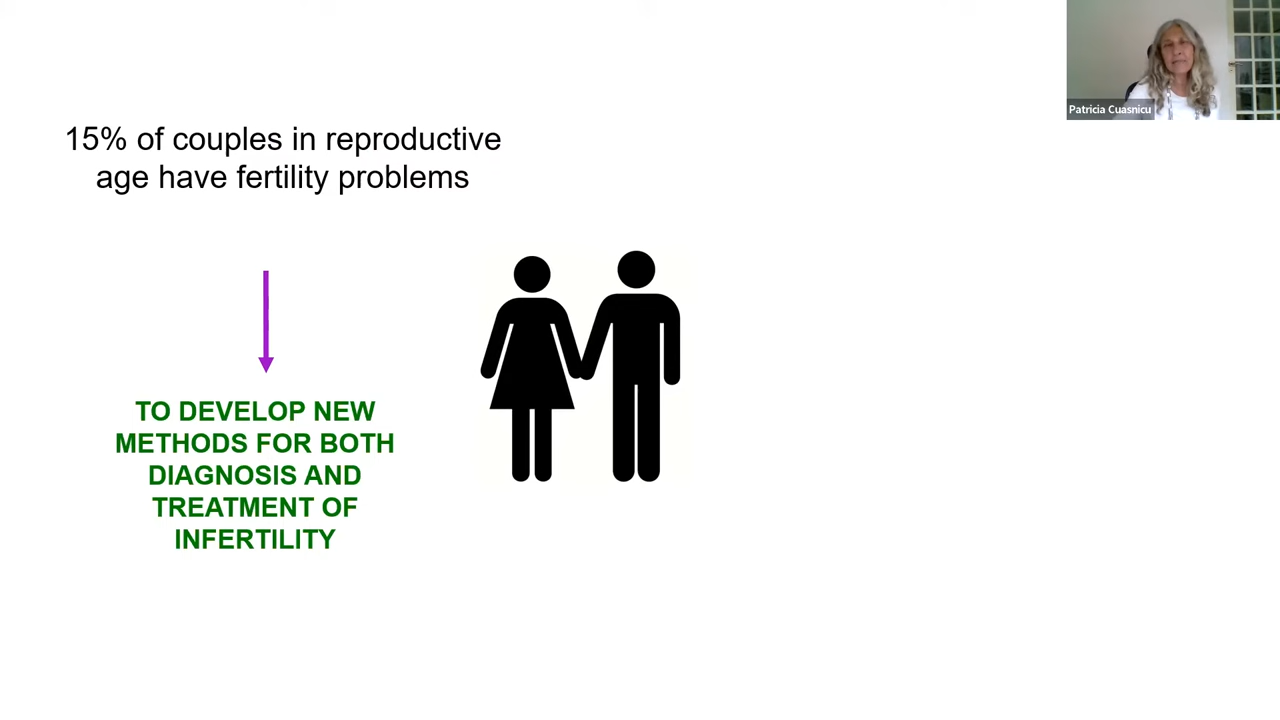 Patricia Cuasnicu
15% of couples in reproductive
age have fertility problems
TO DEVELOP NEW
METHODS FOR BOTH
DIAGNOSIS AND
TREATMENT OF
INFERTILITY